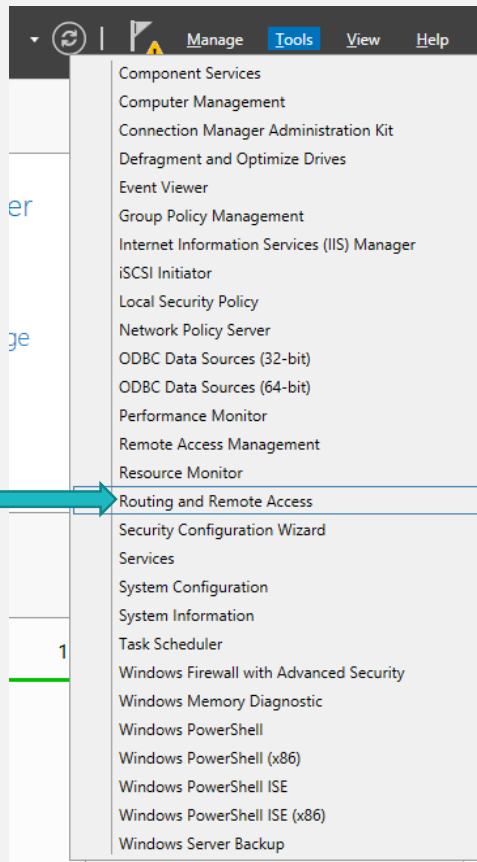 Manage Tools View Help
Component Services
Computer Management
Connection Manager Administration Kit
Defragment and Optimize Drives
Event Viewer
er
Group Policy Management
Internet Information Services (IIS) Manager
iSCSI Initiator
Local Security Policy
Network Policy Server
ge
ODBC Data Sources (32-bit)
ODBC Data Sources (64-bit)
Performance Monitor
Remote Access Management
Resource Monitor
Routing and Remote Access
Security Configuration Wizard
Services
System Configuration
System Information
Task Scheduler
1
Windows Firewall with Advanced Security
Windows Memory Diagnostic
Windows PowerShell
Windows PowerShell (x86)
Windows PowerShell ISE
Windows PowerShell ISE (x86)
Windows Server Backup